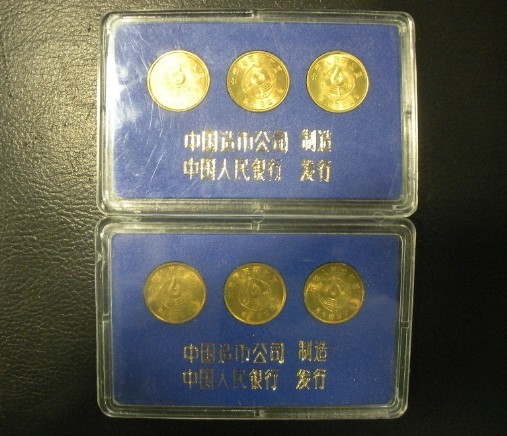 中国造币公司 制造
中国人民银行 发行
中国造币公司 制造
中国人民银行 发行